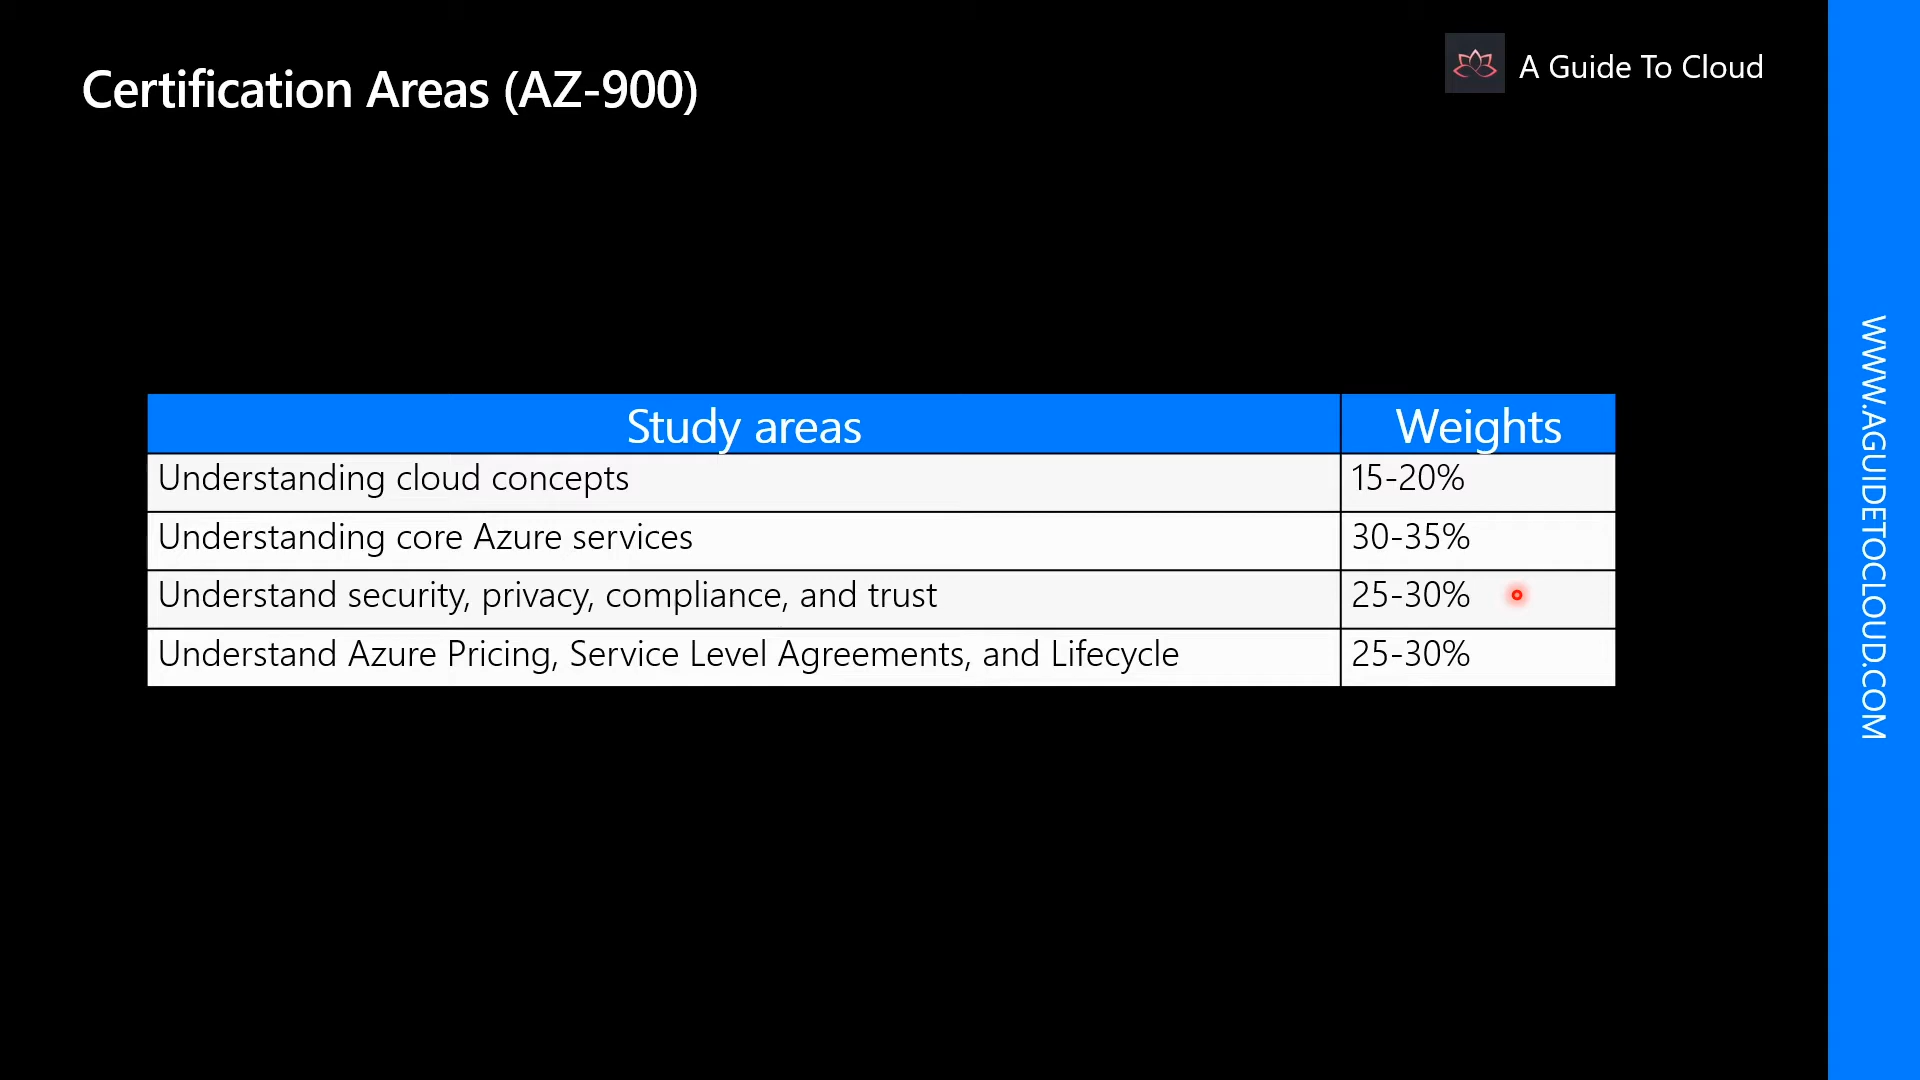 Certification Areas (AZ-900)
A Guide To Cloud
Study areas Weights
Understanding cloud concepts 15-20%
Understanding core Azure services 30-35%
Understand security, privacy, compliance, and trust 25-30%
Understand Azure Pricing, Service Level Agreements, and Lifecycle 25-30%
WWW.AGUIDETOCLOUD.COM